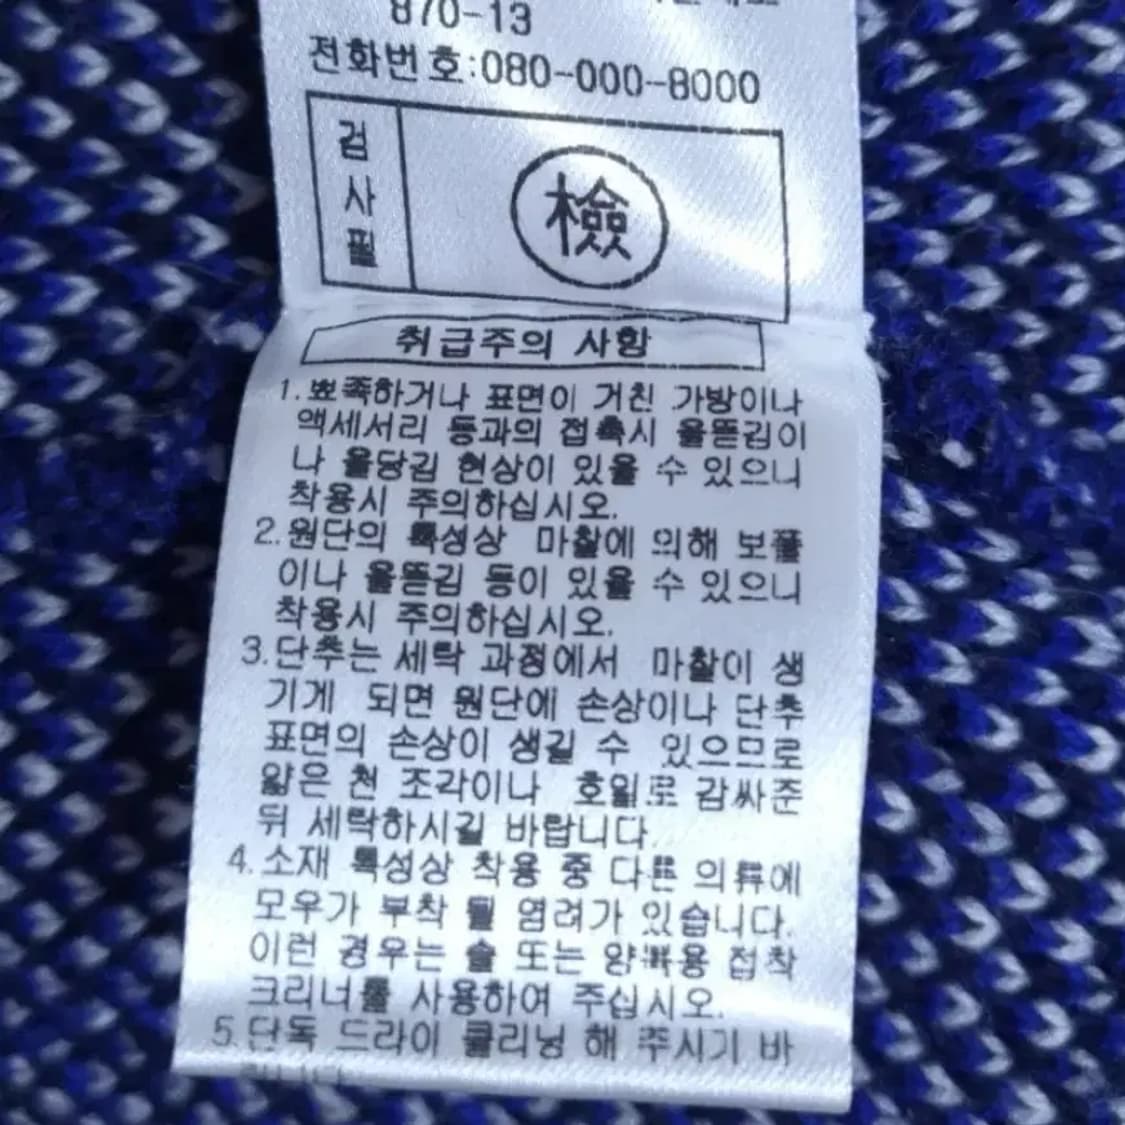 870-13
전화번호:080-000-8000
검사필
檢
취급주의 사항
1.뾰족하거나 표면이 거친 가방이나
액세서리 등과의 접촉시 올뜯김이
나 올당김 현상이 있을 수 있으니
착용시 주의하십시오.
2.원단의 특성상 마찰에 의해 보풀
이나 올뜯김 등이 있을 수 있으니
착용시 주의하십시오.
3.단추는 세탁 과정에서 마찰이 생
기게 되면 원단에 손상이나 단추
표면의 손상이 생길 수 있으므로
얇은 천 조각이나 호일로 감싸준
뒤 세탁하시길 바랍니다.
4.소재 특성상 착용 중 다른 의류에
모우가 부착 될 염려가 있습니다.
이런 경우는 솔 또는 양복용 접착
크리너를 사용하여 주십시오.
5.단독 드라이 클리닝 해 주시기 바